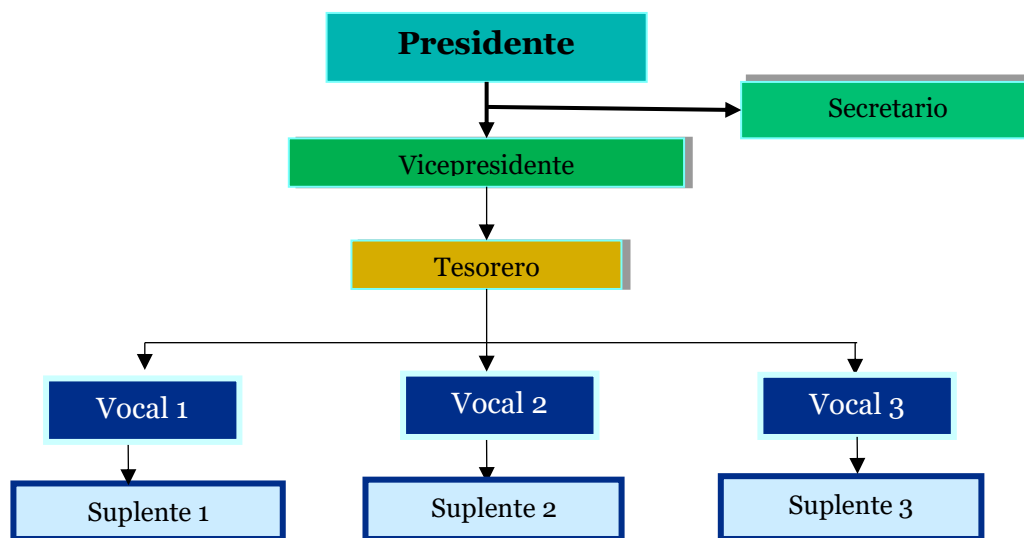 Presidente
Secretario
Vicepresidente
Tesorero
Vocal 1
Vocal 2
Vocal 3
Suplente 1
Suplente 2
Suplente 3